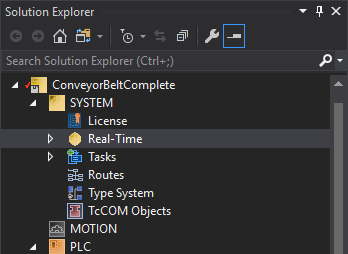 Solution Explorer
Search Solution Explorer (Ctrl+;)
ConveyorBeltComplete
SYSTEM
License
Real-Time
Tasks
Routes
Type System
TcCOM Objects
MOTION
PLC